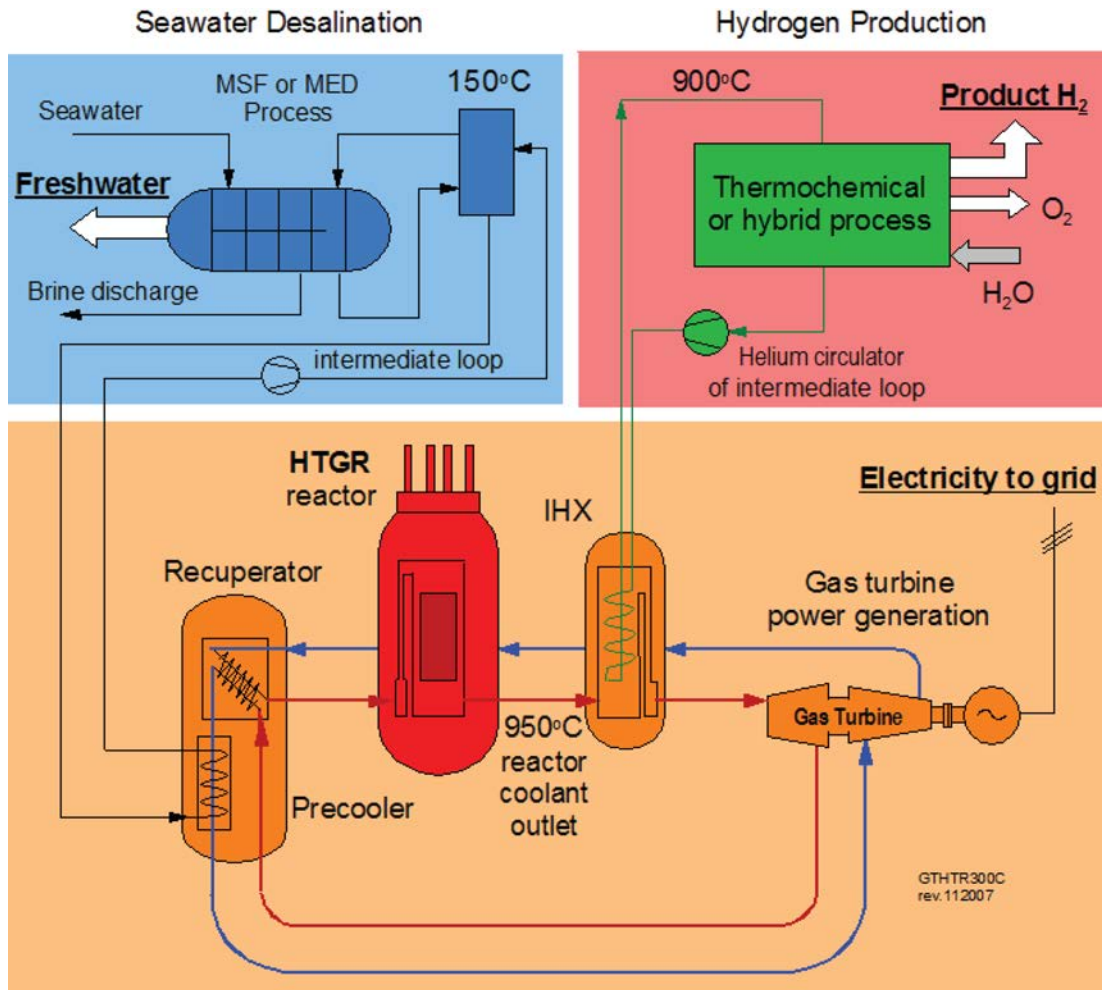 Seawater Desalination
Hydrogen Production
MSF or MED
Process
150°C
Seawater
Freshwater
Brine discharge
intermediate loop
900°C
Product H₂
Thermochemical
or hybrid process
O₂
H₂O
Helium circulator
of intermediate loop
HTGR
reactor
IHX
Electricity to grid
Recuperator
Gas turbine
power generation
Gas Turbine
950°C
reactor
coolant
outlet
Precooler
GTHTR300C
rev.112007